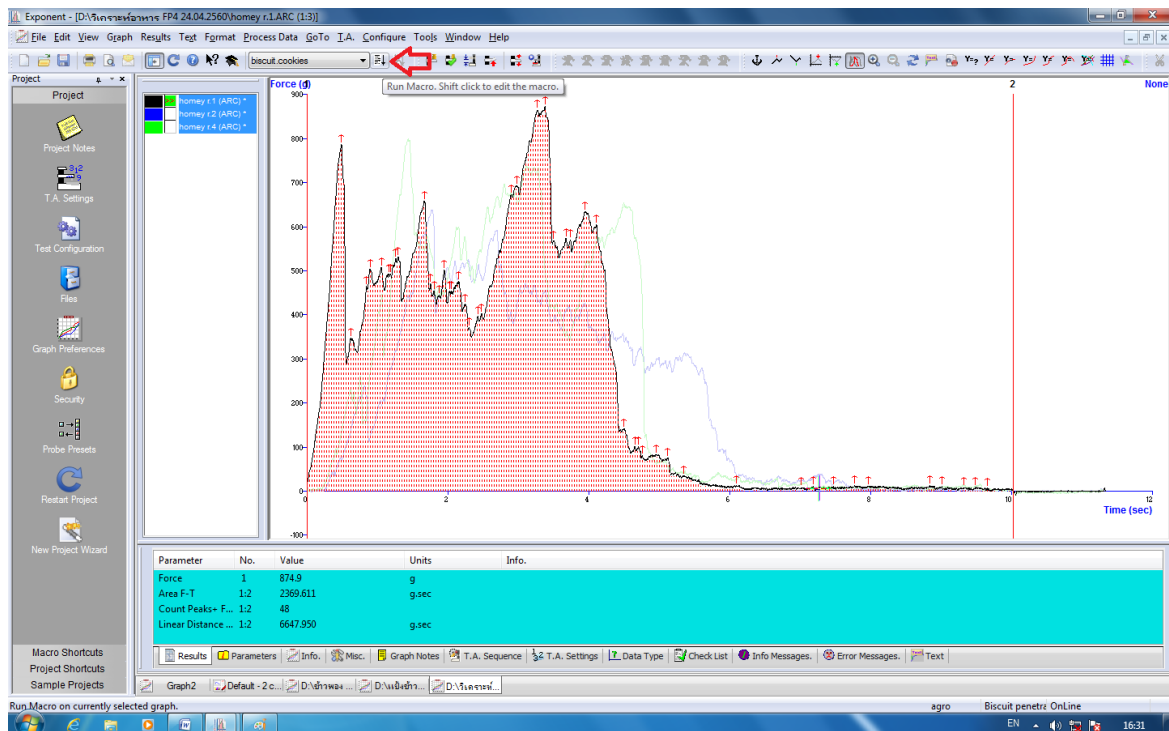 Exponent - [D:\วิเคราะห์อาหาร FP4 24.04.2560\homey r.1.ARC (1:3)]
File Edit View Graph Results Text Format Process Data GoTo T.A. Configure Tools Window Help
biscuit.cookies
Run Macro. Shift click to edit the macro.
Project
Project
Project Notes
T.A. Settings
Test Configuration
Files
Graph Preferences
Security
Probe Presets
Restart Project
New Project Wizard
Macro Shortcuts
Project Shortcuts
Sample Projects
homey r.1 (ARC) *
homey r.2 (ARC) *
homey r.4 (ARC) *
Force (g)
1
2
None
900
800
700
600
500
400
300
200
100
0
-100
0 2 4 6 8 10 12
Time (sec)
Parameter No. Value Units Info.
Force 1 874.9 g
Area F-T 1:2 2369.611 g.sec
Count Peaks+ F... 1:2 48
Linear Distance ... 1:2 6647.950 g.sec
Results Parameters Info. Misc. Graph Notes T.A. Sequence T.A. Settings Data Type Check List Info Messages. Error Messages. Text
Graph2 Default - 2 c... D:\ข้าวพอง ... D:\แป้งข้าว... D:\วิเคราะห์...
Run Macro on currently selected graph. agro Biscuit penetra OnLine
EN 16:31